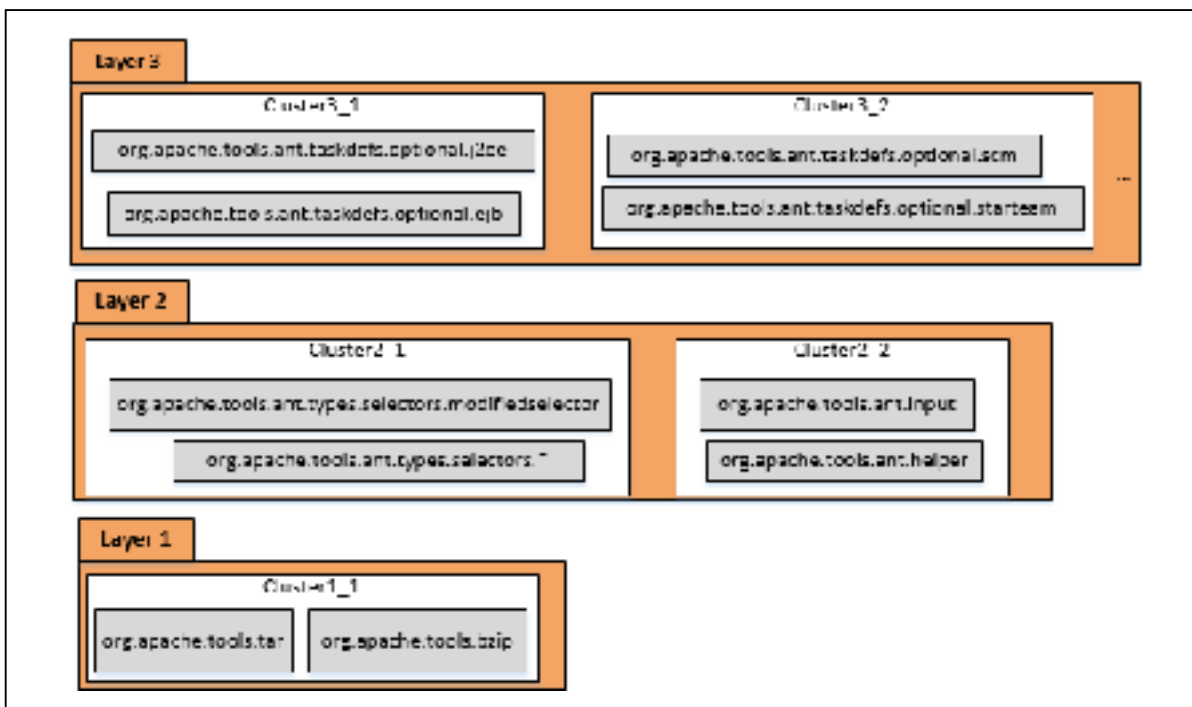 Layer 3
Cluster3_1
Cluster3_2
org.apache.tools.ant.taskdefs.optional.j2ee
org.apache.tools.ant.taskdefs.optional.scm
org.apache.tools.ant.taskdefs.optional.ejb
org.apache.tools.ant.taskdefs.optional.starteam
...
Layer 2
Cluster2_1
Cluster2_2
org.apache.tools.ant.types.selectors.modifiedselector
org.apache.tools.ant.input
org.apache.tools.ant.types.selectors.*
org.apache.tools.ant.helper
Layer 1
Cluster1_1
org.apache.tools.tar
org.apache.tools.bzip